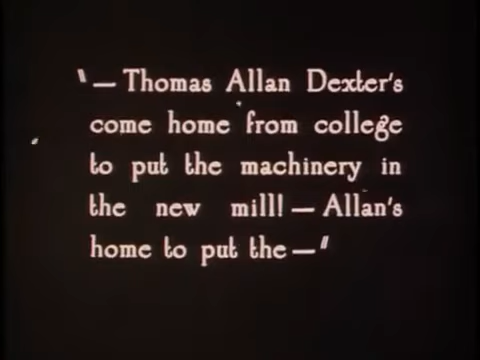 "—Thomas Allan Dexter's
come home from college
to put the machinery in
the new mill! — Allan's
home to put the—"